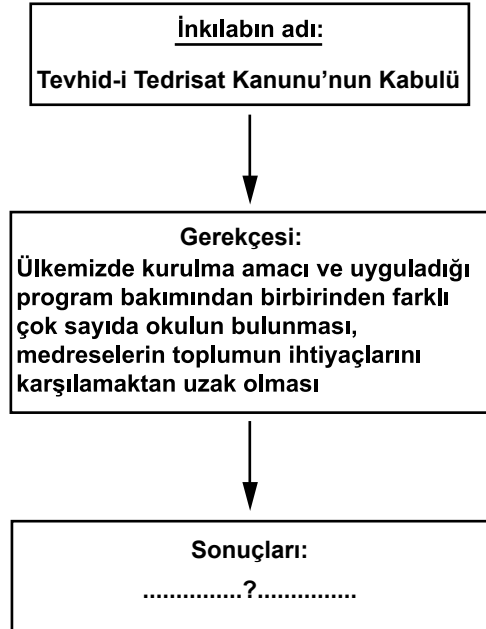 İnkılabın adı:
Tevhid-i Tedrisat Kanunu’nun Kabulü
Gerekçesi:
Ülkemizde kurulma amacı ve uyguladığı
program bakımından birbirinden farklı
çok sayıda okulun bulunması,
medreselerin toplumun ihtiyaçlarını
karşılamaktan uzak olması
Sonuçları:
...............?...............